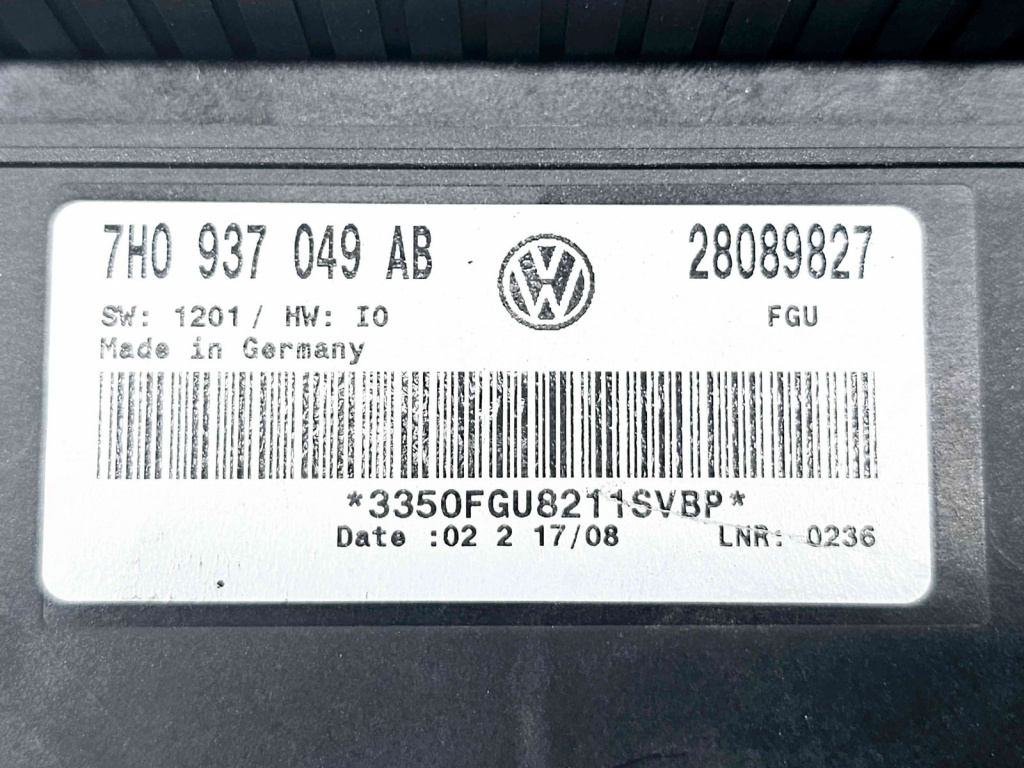 7H0 937 049 AB
28089827
SW: 1201/ HW: IO
FGU
Made in Germany
*3350FGU8211SVBP*
Date :02 2 17/08
LNR: 0236